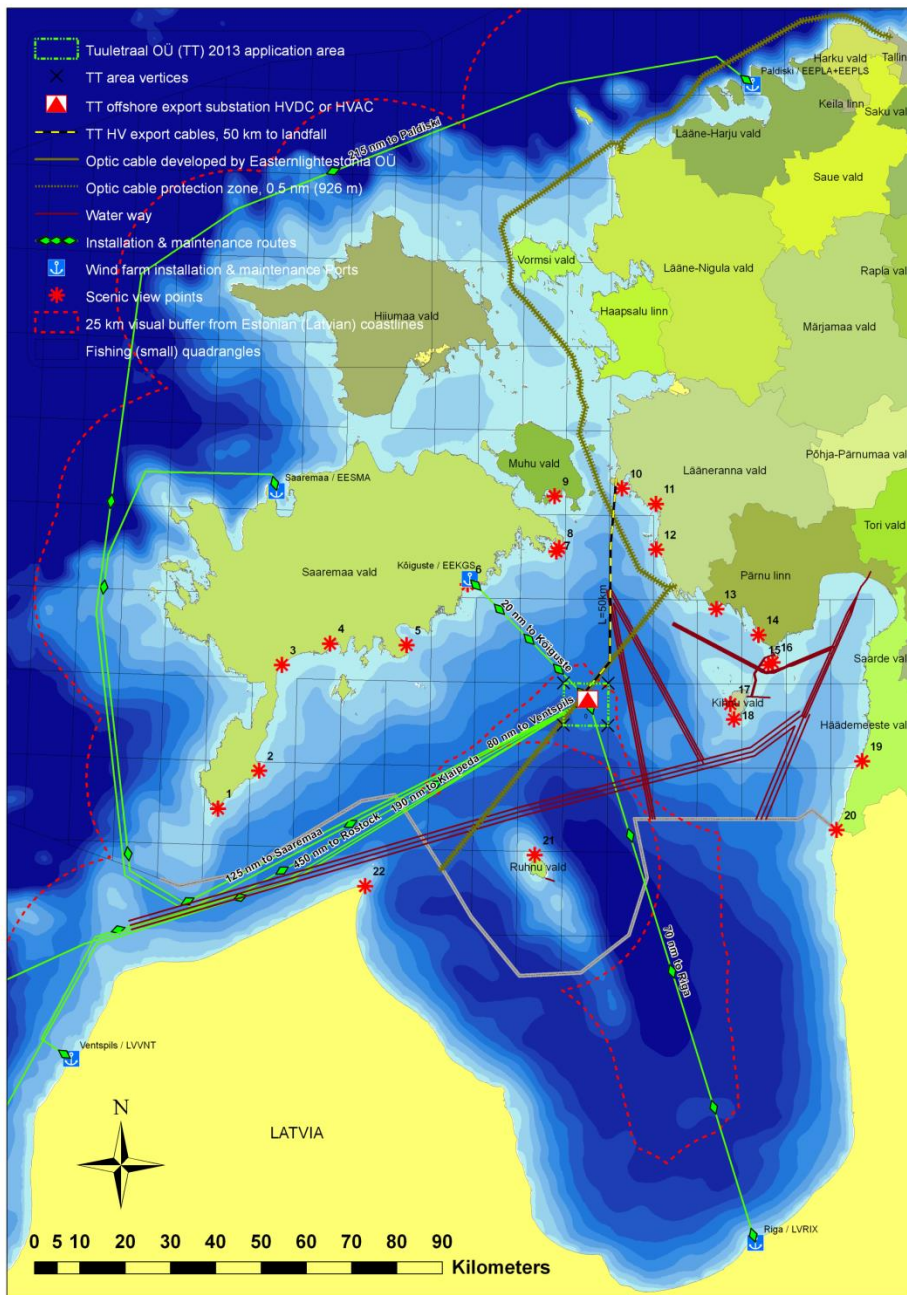 Tuuletraal OÜ (TT) 2013 application area
TT area vertices
TT offshore export substation HVDC or HVAC
TT HV export cables, 50 km to landfall
Optic cable developed by Easternlightestonia OÜ
Optic cable protection zone, 0.5 nm (926 m)
Water way
Installation & maintenance routes
Wind farm installation & maintenance Ports
Scenic view points
25 km visual buffer from Estonian (Latvian) coastlines
Fishing (small) quadrangles
Harku vald
Tallin
Paldiski / EEPLA+EEPLS
Keila linn
Saku vald
215 nm to Paldiski
Lääne-Harju vald
Saue vald
Vormsi vald
Lääne-Nigula vald
Rapla val
Hiiumaa vald
Haapsalu linn
Märjamaa vald
Muhu vald
Lääneranna vald
Põhja-Pärnumaa val
Saaremaa / EESMA
9
10
11
Tori vald
8
7
12
Saaremaa vald
Kõiguste / EEKGS
6
Pärnu linn
L=50km
20 nm to Koiguste
13
14
3
4
5
15
16
Saarde val
17
Kihnu vald
18
Häädemeeste val
80 nm to Ventspils
190 nm to Klaipeda
2
1
19
125 nm to Saaremaa
450 nm to Rostock
20
21
Ruhnu vald
22
70 nm to Riga
Ventspils / LVVNT
N
LATVIA
Riga / LVRIX
0 5 10 20 30 40 50 60 70 80 90
Kilometers